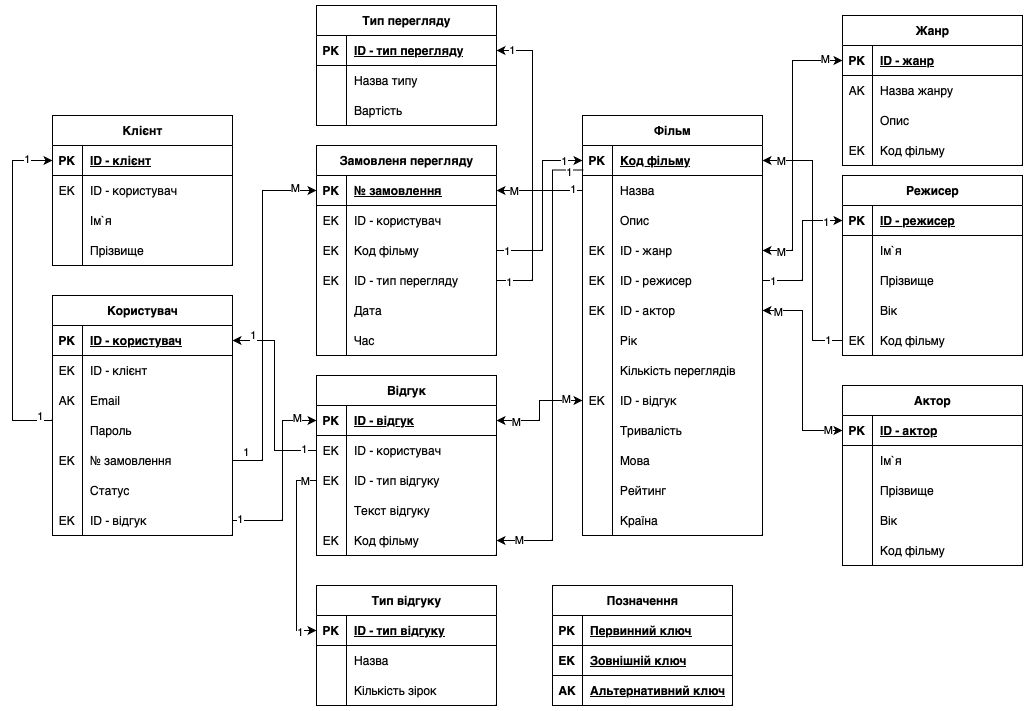 Тип перегляду
PK ID - тип перегляду
Назва типу
Вартість
Клієнт
PK ID - клієнт
EK ID - користувач
Ім`я
Прізвище
Користувач
PK ID - користувач
EK ID - клієнт
AK Email
Пароль
EK № замовлення
Статус
EK ID - відгук
Замовленя перегляду
PK № замовлення
EK ID - користувач
EK Код фільму
EK ID - тип перегляду
Дата
Час
Відгук
PK ID - відгук
EK ID - користувач
EK ID - тип відгуку
Текст відгуку
EK Код фільму
Тип відгуку
PK ID - тип відгуку
Назва
Кількість зірок
Фільм
PK Код фільму
Назва
Опис
EK ID - жанр
EK ID - режисер
EK ID - актор
Рік
Кількість переглядів
EK ID - відгук
Тривалість
Мова
Рейтинг
Країна
Позначення
PK Первинний ключ
EK Зовнішній ключ
AK Альтернативний ключ
Жанр
PK ID - жанр
AK Назва жанру
Опис
EK Код фільму
Режисер
PK ID - режисер
Ім`я
Прізвище
Вік
EK Код фільму
Актор
PK ID - актор
Ім`я
Прізвище
Вік
Код фільму
1
1
1
M
1
M
1
1
M
1
1
1
1
1
1
M
1
M
M
M
M
M
M
1
1
M
1
M
M